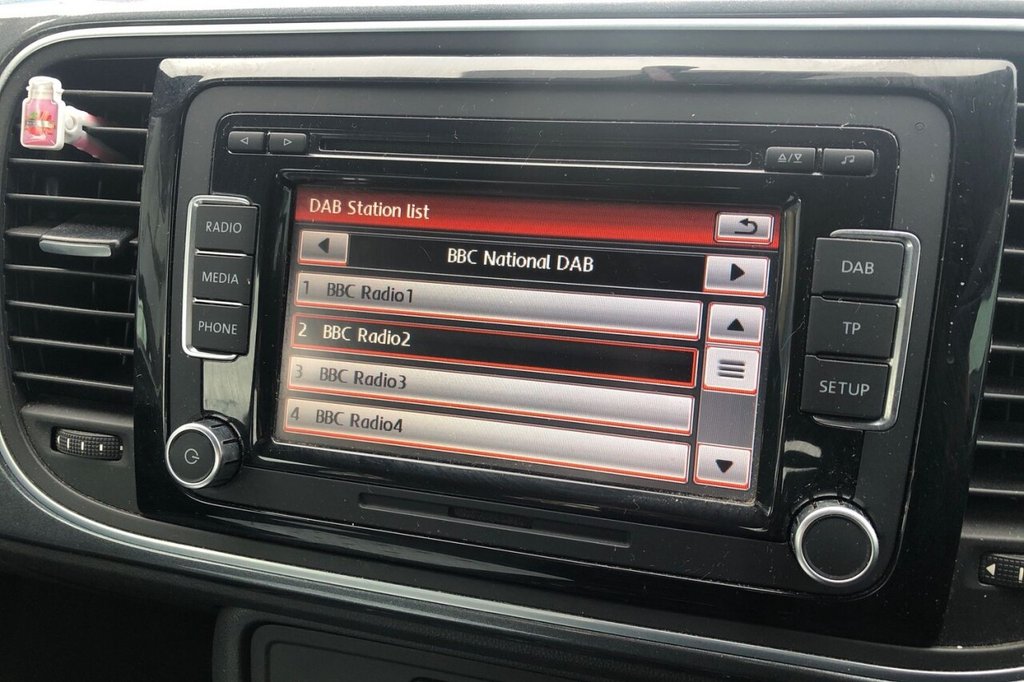 DAB Station list
BBC National DAB
1 BBC Radio1
2 BBC Radio2
3 BBC Radio3
4 BBC Radio4
RADIO
MEDIA
PHONE
DAB
TP
SETUP